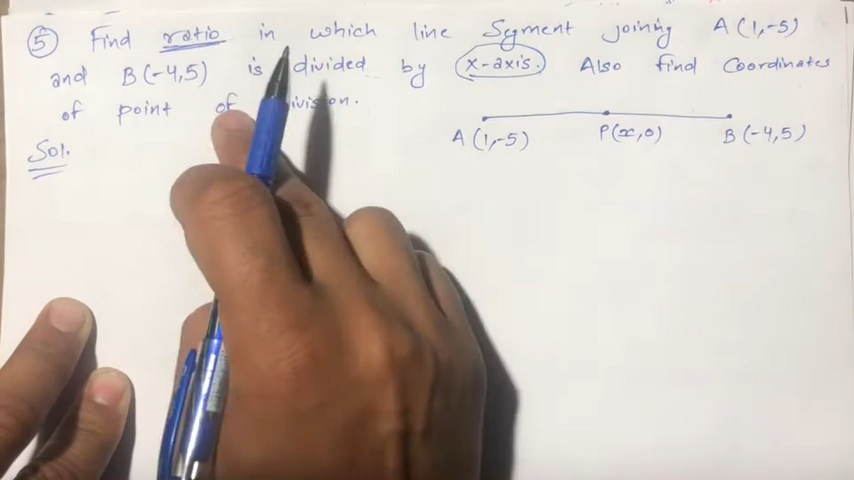 5 Find ratio in which line Segment joining A(1,-5)
and B(-4,5) is divided by x-axis. Also find Coordinates
of point of division.
Sol.
A(1,-5) P(x,0) B(-4,5)